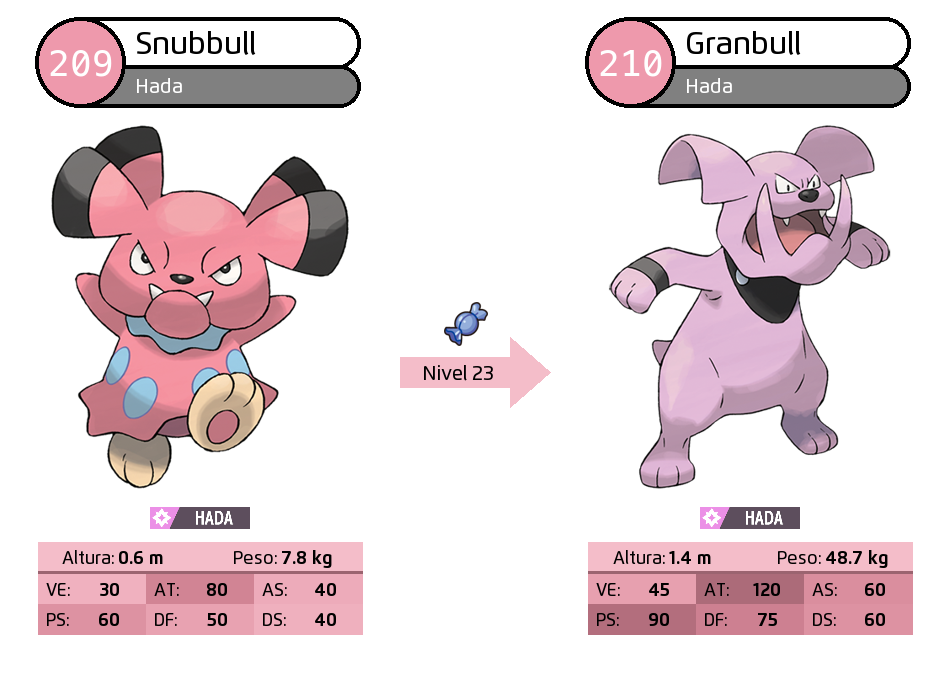 209
Snubbull
Hada
210
Granbull
Hada
Nivel 23
HADA
Altura: 0.6 m Peso: 7.8 kg
VE: 30 AT: 80 AS: 40
PS: 60 DF: 50 DS: 40
HADA
Altura: 1.4 m Peso: 48.7 kg
VE: 45 AT: 120 AS: 60
PS: 90 DF: 75 DS: 60